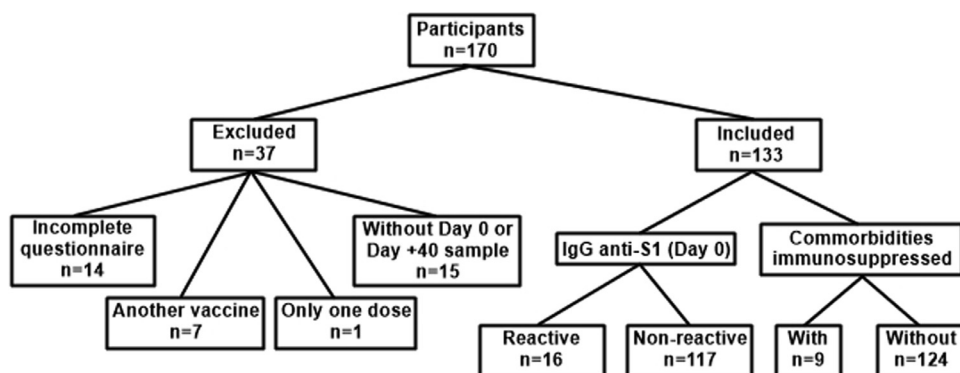 Participants
n=170
Excluded
n=37
Included
n=133
Incomplete
questionnaire
n=14
Another vaccine
n=7
Only one dose
n=1
Without Day 0 or
Day +40 sample
n=15
IgG anti-S1 (Day 0)
Reactive
n=16
Non-reactive
n=117
Commorbidities
immunosuppressed
With
n=9
Without
n=124